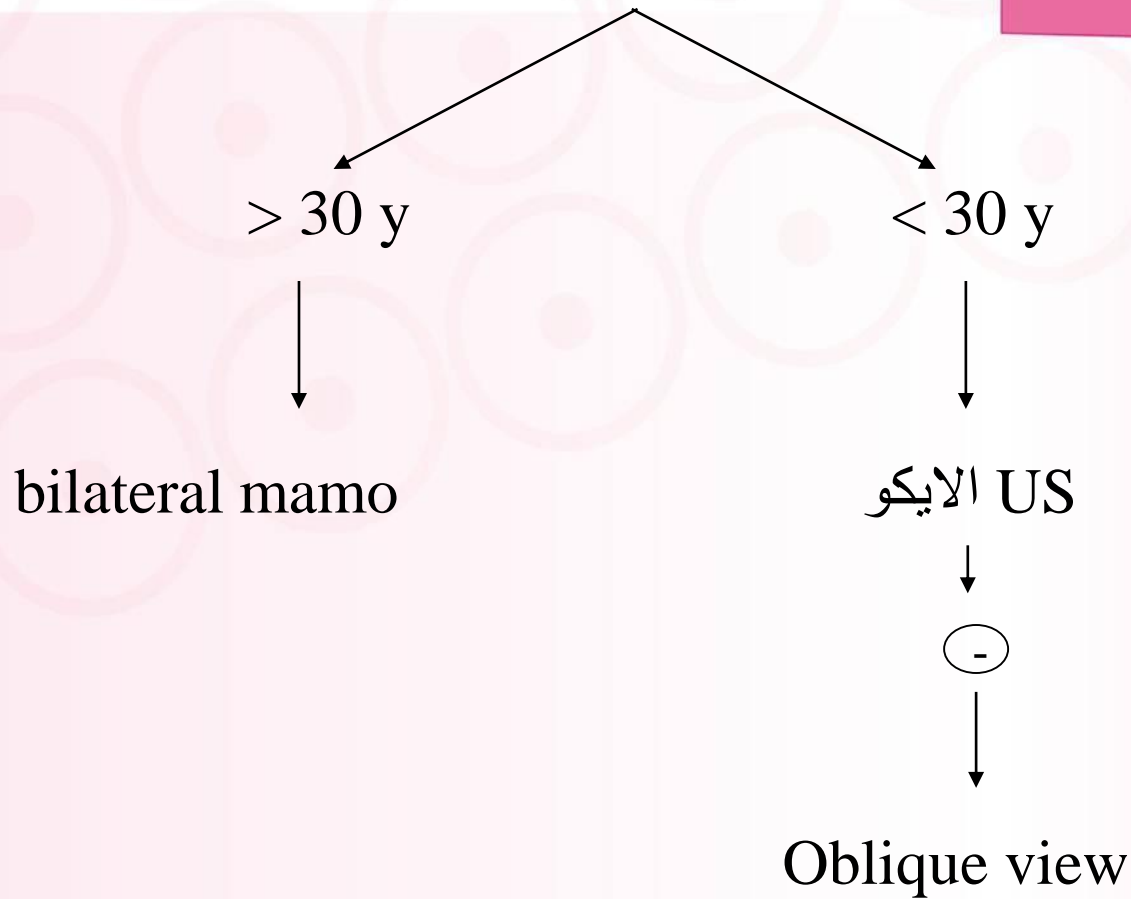 > 30 y
< 30 y
bilateral mamo
الايكو US
-
Oblique view